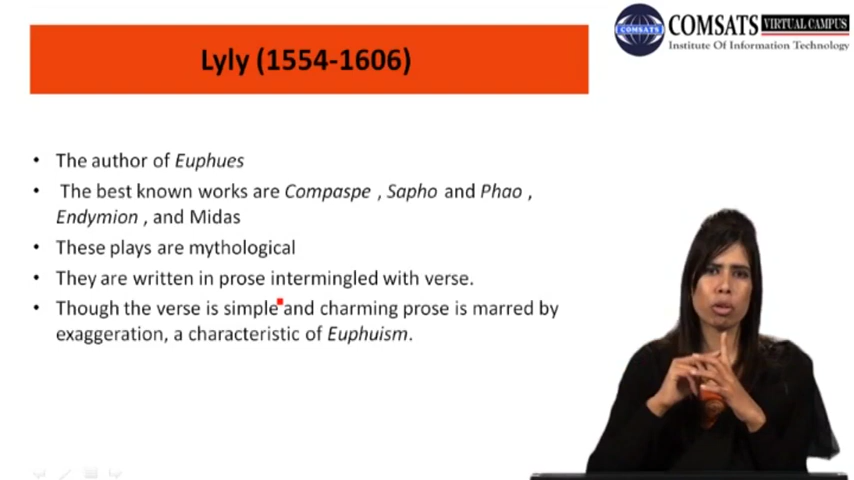 COMSATS VIRTUAL CAMPUS
COMSATS
Institute Of Information Technology
Lyly (1554-1606)
• The author of Euphues
• The best known works are Compaspe , Sapho and Phao ,
Endymion , and Midas
• These plays are mythological
• They are written in prose intermingled with verse.
• Though the verse is simple and charming prose is marred by
exaggeration, a characteristic of Euphuism.